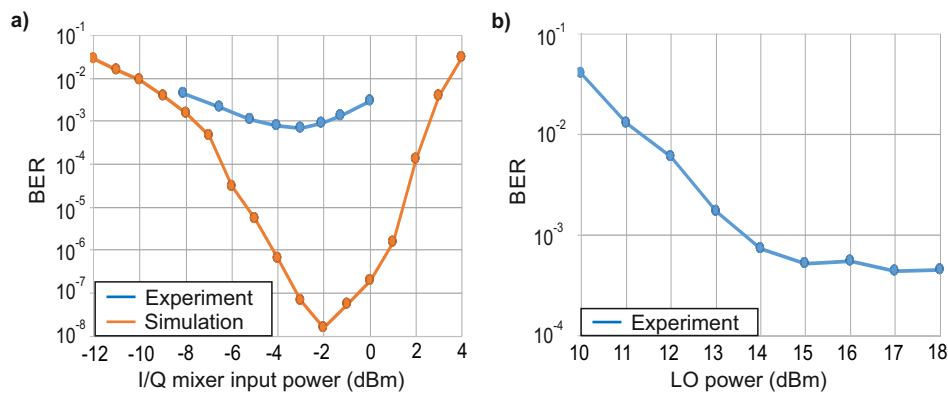 a)
BER
10-1
10-2
10-3
10-4
10-5
10-6
10-7
10-8
Experiment
Simulation
-12 -10 -8 -6 -4 -2 0 2 4
I/Q mixer input power (dBm)
b)
BER
10-1
10-2
10-3
10-4
Experiment
10 11 12 13 14 15 16 17 18
LO power (dBm)